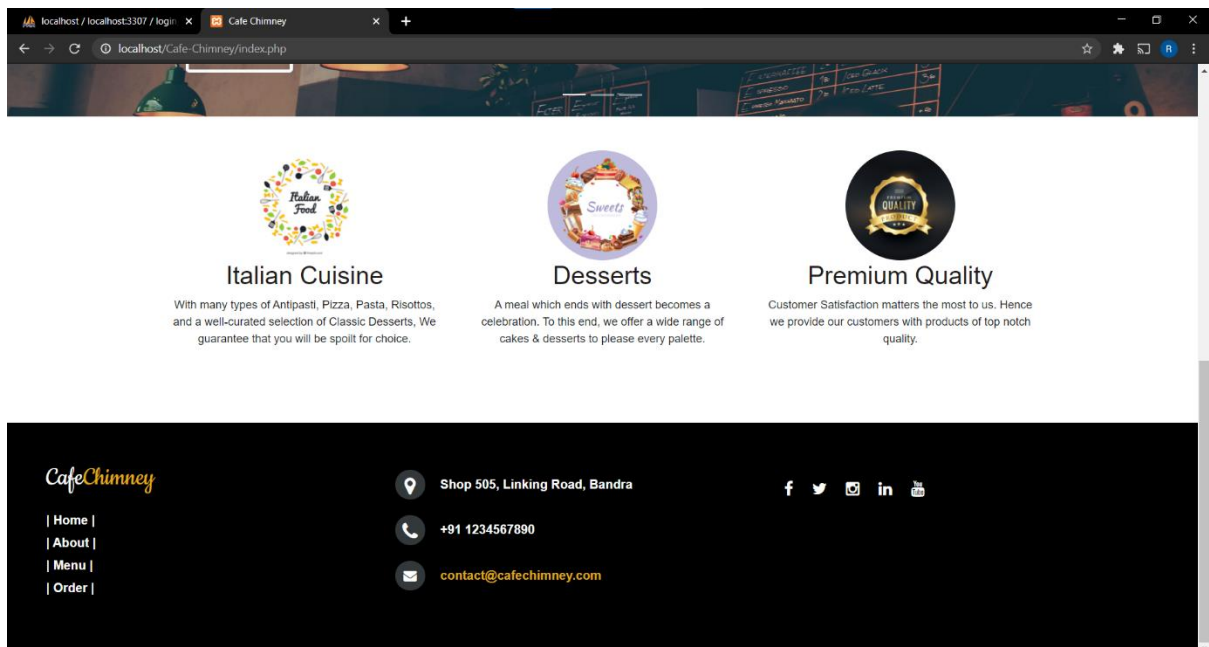 localhost / localhost:3307 / login
Cafe Chimney
localhost/Cafe-Chimney/index.php
R
Italian
Food
Sweets
PREMIUM
QUALITY
PRODUCT
Italian Cuisine
With many types of Antipasti, Pizza, Pasta, Risottos,
and a well-curated selection of Classic Desserts, We
guarantee that you will be spoilt for choice.
Desserts
A meal which ends with dessert becomes a
celebration. To this end, we offer a wide range of
cakes & desserts to please every palette.
Premium Quality
Customer Satisfaction matters the most to us. Hence
we provide our customers with products of top notch
quality.
CafeChimney
| Home |
| About |
| Menu |
| Order |
Shop 505, Linking Road, Bandra
+91 1234567890
contact@cafechimney.com
You
Tube